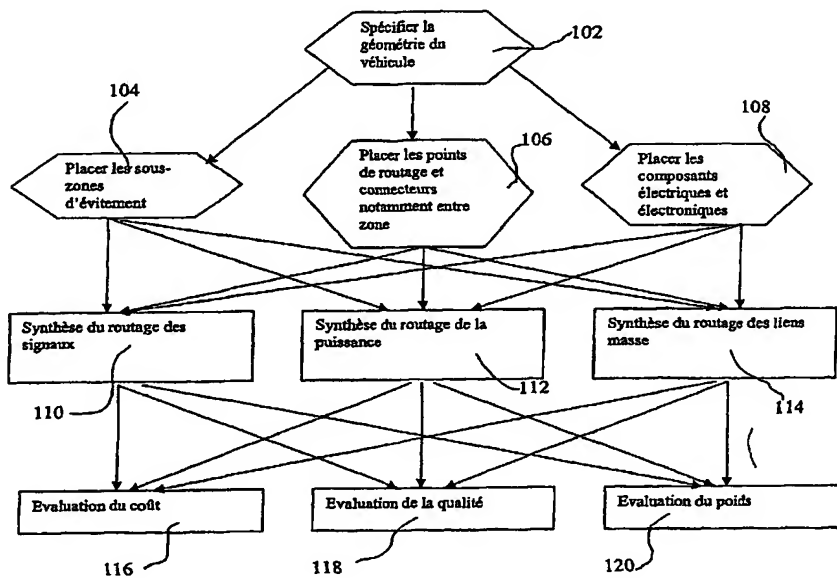 Spécifier la
géométrie du
véhicule
102
104
Placer les sous-
zones
d'évitement
106
Placer les points
de routage et
connecteurs
notamment entre
zone
108
Placer les
composants
électriques et
électroniques
Synthèse du routage des
signaux
110
Synthèse du routage de la
puissance
112
Synthèse du routage des liens
masse
114
Evaluation du coût
116
Evaluation de la qualité
118
Evaluation du poids
120